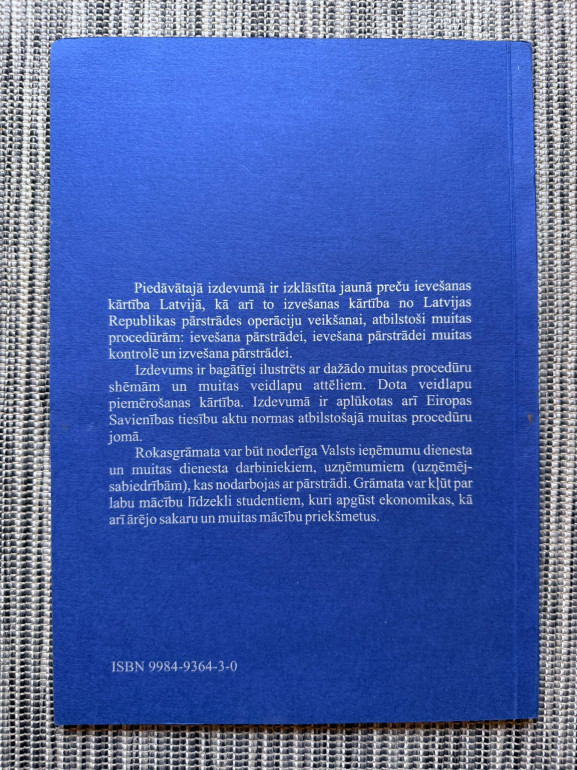 Piedāvātajā izdevumā ir izklāstīta jaunā preču ievešanas
kārtība Latvijā, kā arī to izvešanas kārtība no Latvijas
Republikas pārstrādes operāciju veikšanai, atbilstoši muitas
procedūrām: ievešana pārstrādei, ievešana pārstrādei muitas
kontrolē un izvešana pārstrādei.
Izdevums ir bagātīgi ilustrēts ar dažādo muitas procedūru
shēmām un muitas veidlapu attēliem. Dota veidlapu
piemērošanas kārtība. Izdevumā ir aplūkotas arī Eiropas
Savienības tiesību aktu normas atbilstošajā muitas procedūru
jomā.
Rokasgrāmata var būt noderīga Valsts ieņēmumu dienesta
un muitas dienesta darbiniekiem, uzņēmumiem (uzņēmēj-
sabiedrībām), kas nodarbojas ar pārstrādi. Grāmata var kļūt par
labu mācību līdzekli studentiem, kuri apgūst ekonomikas, kā
arī ārējo sakaru un muitas mācību priekšmetus.
ISBN 9984-9364-3-0